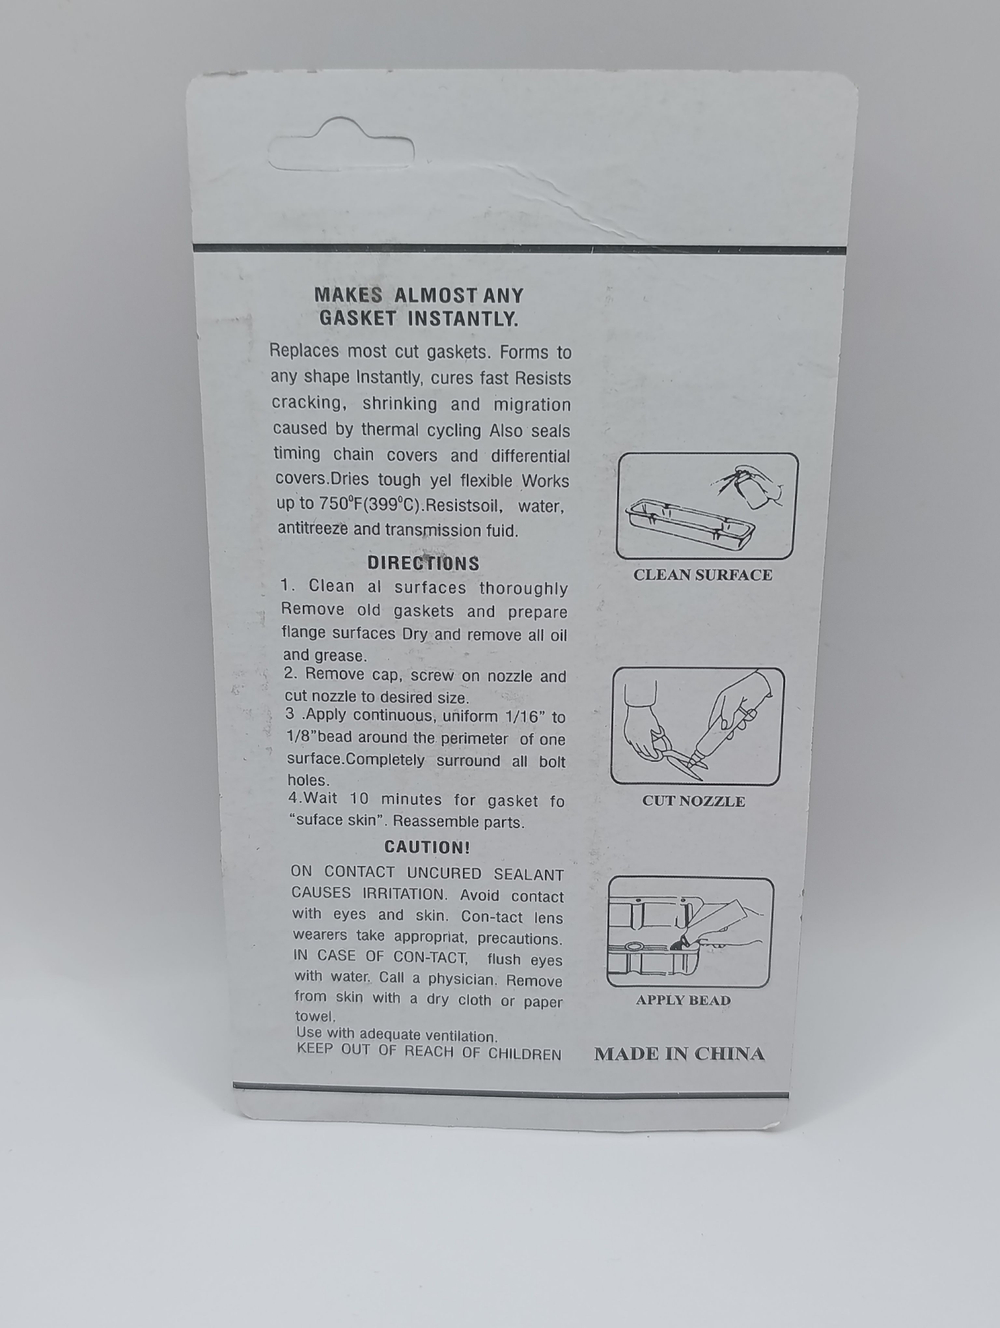 MAKES ALMOST ANY
GASKET INSTANTLY.
Replaces most cut gaskets. Forms to
any shape Instantly, cures fast Resists
cracking, shrinking and migration
caused by thermal cycling Also seals
timing chain covers and differential
covers.Dries tough yel flexible Works
up to 750°F(399°C).Resistsoil, water,
antitreeze and transmission fuid.
DIRECTIONS
1. Clean al surfaces thoroughly
Remove old gaskets and prepare
flange surfaces Dry and remove all oil
and grease.
2. Remove cap, screw on nozzle and
cut nozzle to desired size.
3 .Apply continuous, uniform 1/16” to
1/8”bead around the perimeter of one
surface.Completely surround all bolt
holes.
4.Wait 10 minutes for gasket fo
“suface skin”. Reassemble parts.
CAUTION!
ON CONTACT UNCURED SEALANT
CAUSES IRRITATION. Avoid contact
with eyes and skin. Con-tact lens
wearers take appropriat, precautions.
IN CASE OF CON-TACT, flush eyes
with water. Call a physician. Remove
from skin with a dry cloth or paper
towel.
Use with adequate ventilation.
KEEP OUT OF REACH OF CHILDREN
CLEAN SURFACE
CUT NOZZLE
APPLY BEAD
MADE IN CHINA